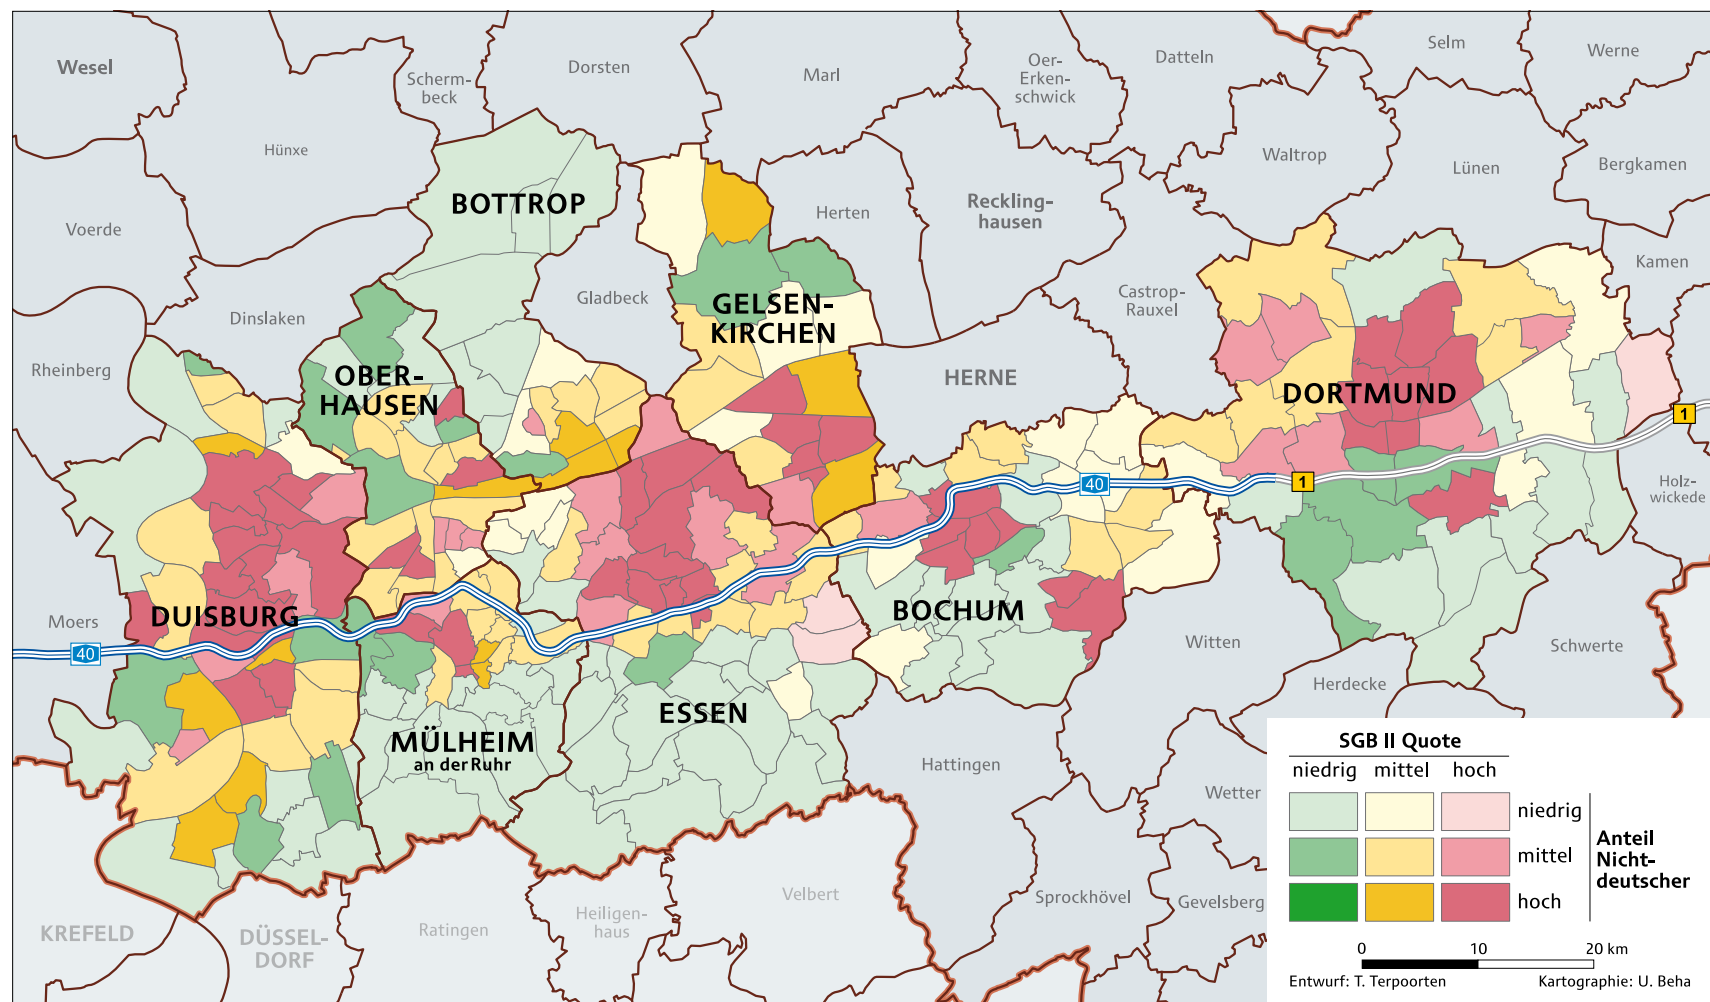 Wesel
Scherm-
beck
Dorsten
Marl
Oer-
Erken-
schwick
Datteln
Selm
Werne
Hünxe
Waltrop
Lünen
Bergkamen
Voerde
BOTTROP
Herten
Reckling-
hausen
Kamen
Dinslaken
Gladbeck
GELSEN-
KIRCHEN
Castrop-
Rauxel
Rheinberg
OBER-
HAUSEN
HERNE
DORTMUND
1
40
1
Holz-
wickede
Moers
DUISBURG
BOCHUM
Witten
Schwerte
40
Herdecke
ESSEN
MÜLHEIM
an der Ruhr
Hattingen
Wetter
Sprockhövel
Gevelsberg
Velbert
Heiligen-
haus
Ratingen
KREFELD
DÜSSEL-
DORF
SGB II Quote
niedrig mittel hoch
niedrig
mittel
hoch
Anteil
Nicht-
deutscher
0 10 20 km
Entwurf: T. Terpoorten Kartographie: U. Beha